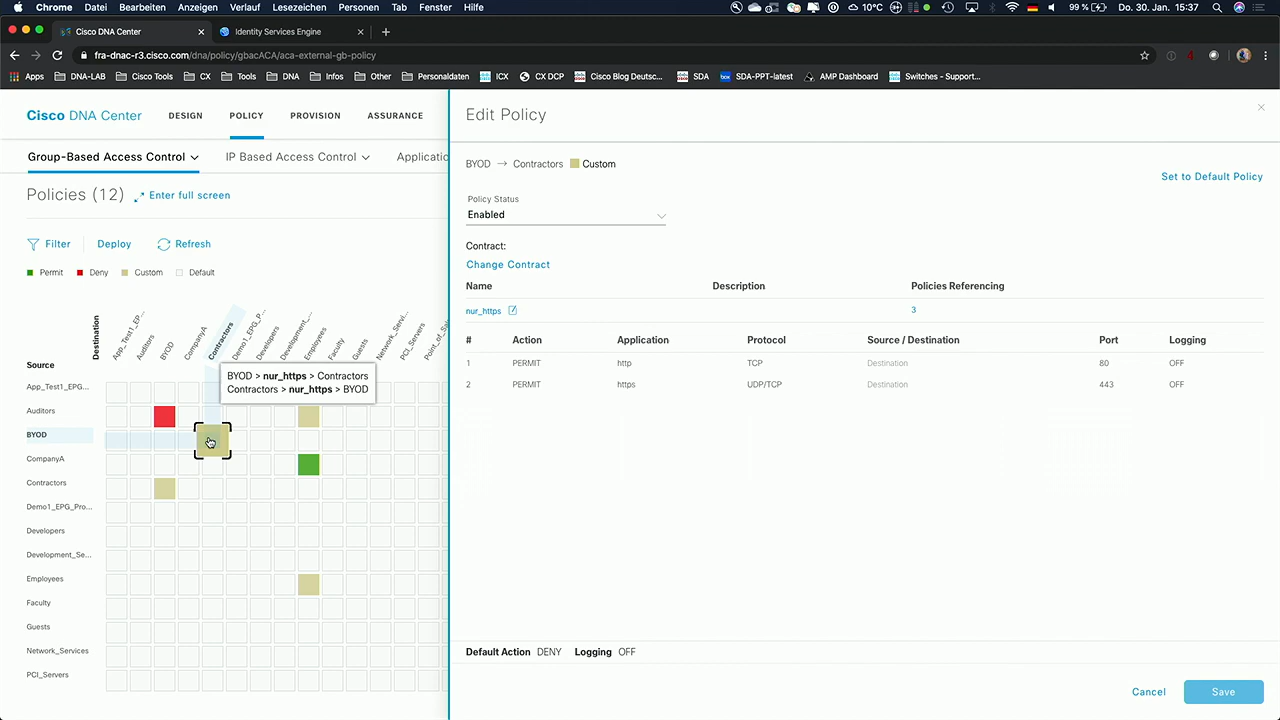 Chrome Datei Bearbeiten Anzeigen Verlauf Lesezeichen Personen Tab Fenster Hilfe 10°C 99 % Do. 30. Jan. 15:37
Cisco DNA Center Identity Services Engine
fra-dnac-r3.cisco.com/dna/policy/gbacACA/aca-external-gb-policy
Apps DNA-LAB Cisco Tools CX Tools DNA Infos Other Personaldaten ICX CX DCP Cisco Blog Deutsc... SDA SDA-PPT-latest AMP Dashboard Switches - Support...
Cisco DNA Center DESIGN POLICY PROVISION ASSURANCE
Group-Based Access Control IP Based Access Control Applicatio
Policies (12) Enter full screen
Filter Deploy Refresh
Permit Deny Custom Default
Destination
App_Test1_EP...
Auditors
BYOD
CompanyA
Contractors
Demo1_EPG_P...
Developers
Development_...
Employees
Faculty
Guests
Network_Servi...
PCI_Servers
Point_of_Sal
Source
App_Test1_EPG...
Auditors
BYOD
CompanyA
Contractors
Demo1_EPG_Pro...
Developers
Development_Se...
Employees
Faculty
Guests
Network_Services
PCI_Servers
BYOD > nur_https > Contractors
Contractors > nur_https > BYOD
Edit Policy
BYOD → Contractors Custom
Set to Default Policy
Policy Status
Enabled
Contract:
Change Contract
Name Description Policies Referencing
nur_https 3
# Action Application Protocol Source / Destination Port Logging
1 PERMIT http TCP Destination 80 OFF
2 PERMIT https UDP/TCP Destination 443 OFF
Default Action DENY Logging OFF
Cancel Save